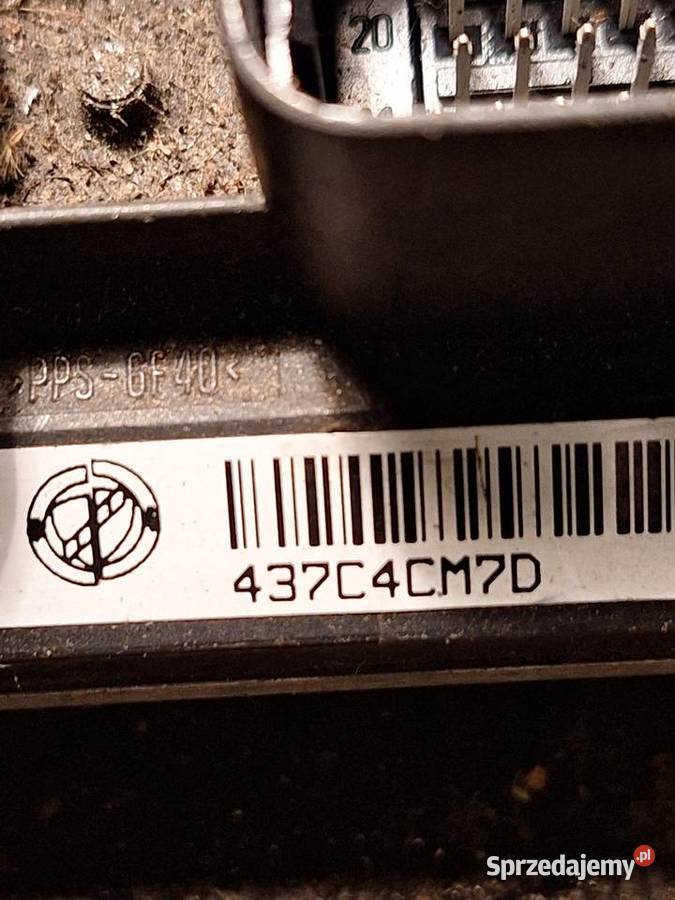 20
>PPS-GF40<
437C4CM7D
Sprzedajemy.pl